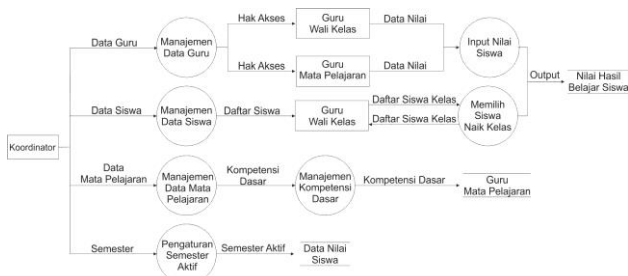 Hak Akses
Guru
Wali Kelas
Data Nilai
Data Guru
Manajemen
Data Guru
Input Nilai
Siswa
Hak Akses
Guru
Mata Pelajaran
Data Nilai
Output
Nilai Hasil
Belajar Siswa
Data Siswa
Manajemen
Data Siswa
Daftar Siswa
Guru
Wali Kelas
Daftar Siswa Kelas
Daftar Siswa Kelas
Memilih
Siswa
Naik Kelas
Koordinator
Data
Mata Pelajaran
Manajemen
Data Mata
Pelajaran
Kompetensi
Dasar
Manajemen
Kompetensi
Dasar
Kompetensi Dasar
Guru
Mata Pelajaran
Semester
Pengaturan
Semester
Aktif
Semester Aktif
Data Nilai
Siswa